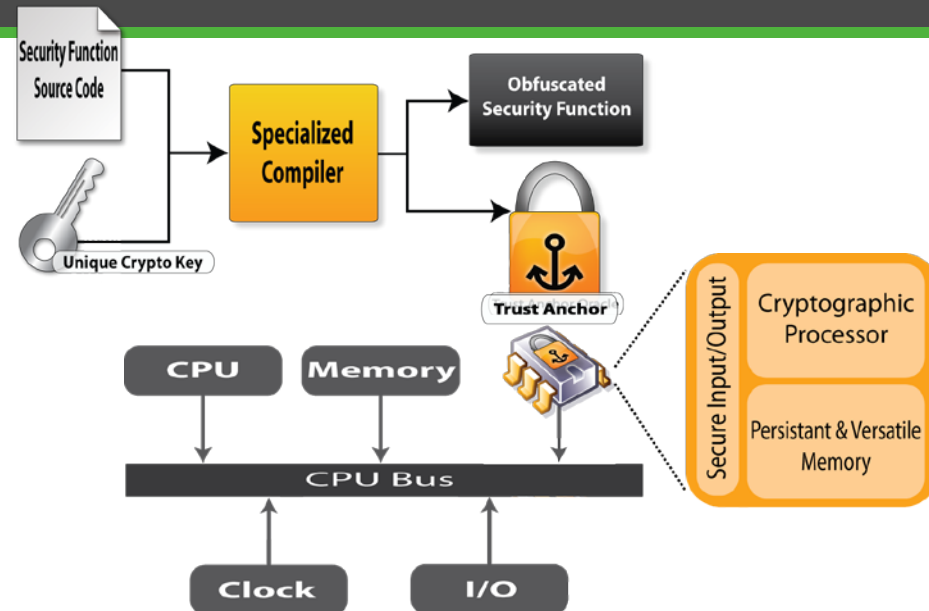 Security Function
Source Code
Obfuscated
Security Function
Specialized
Compiler
Unique Crypto Key
Trust Anchor
Secure Input/Output
Cryptographic
Processor
Persistant & Versatile
Memory
CPU
Memory
CPU Bus
Clock
I/O